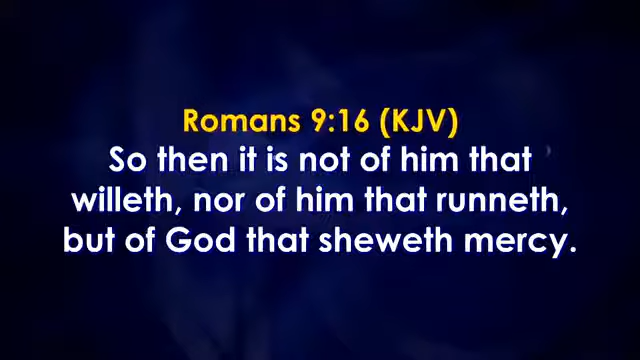 Romans 9:16 (KJV)
So then it is not of him that
willeth, nor of him that runneth,
but of God that sheweth mercy.